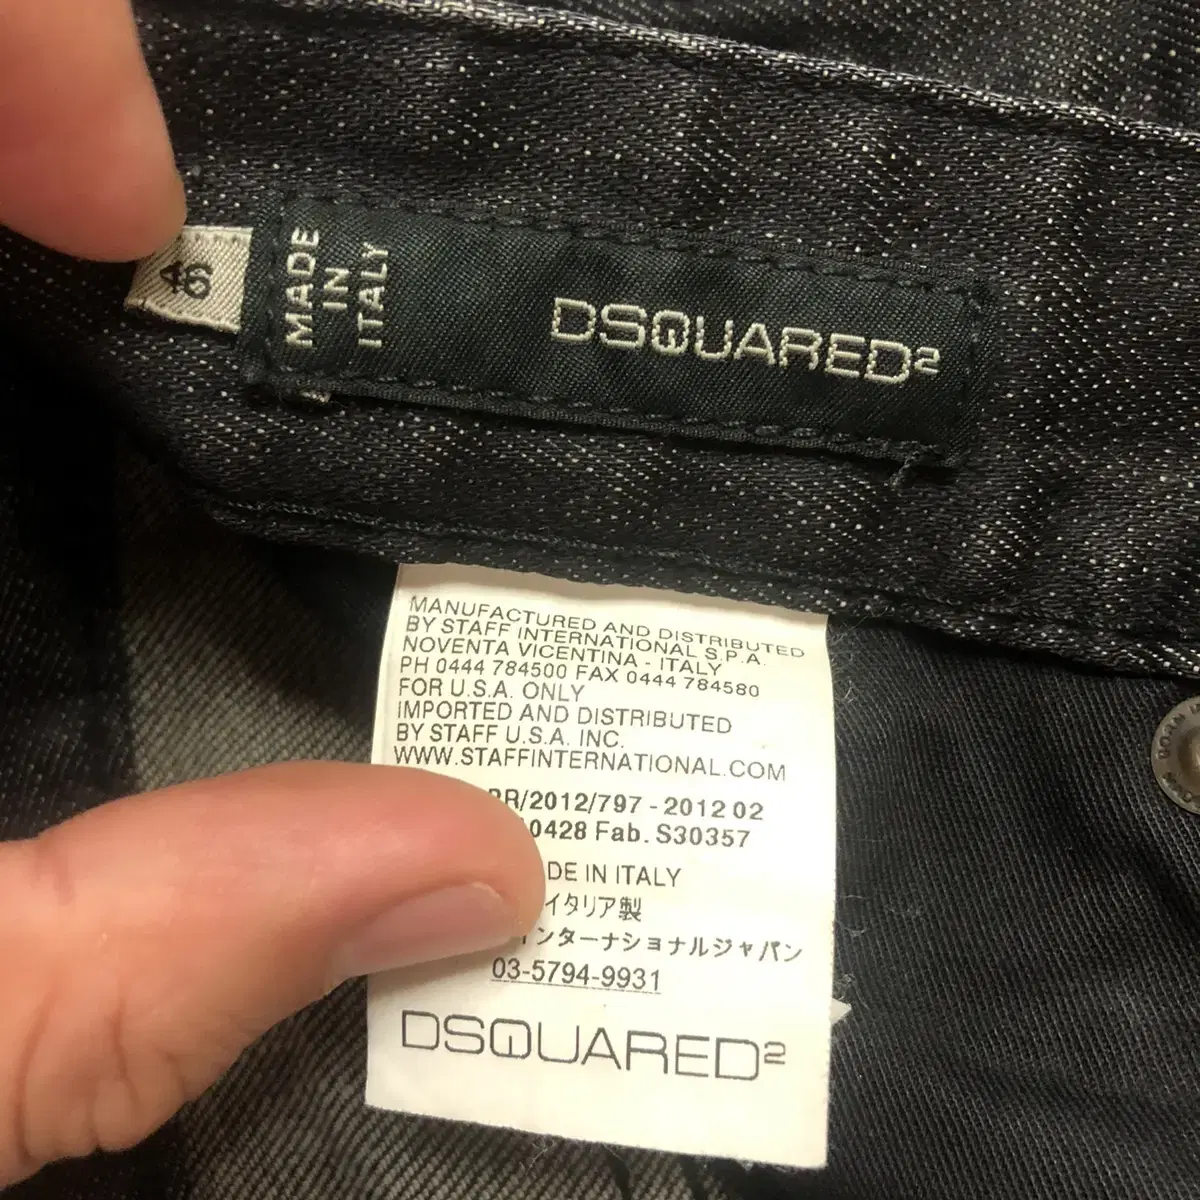 46
MADE
IN
ITALY
DSQUARED2
MANUFACTURED AND DISTRIBUTED
BY STAFF INTERNATIONAL S.P.A.
NOVENTA VICENTINA - ITALY
PH 0444 784500 FAX 0444 784580
FOR U.S.A. ONLY
IMPORTED AND DISTRIBUTED
BY STAFF U.S.A. INC.
WWW.STAFFINTERNATIONAL.COM
PR/2012/797 - 2012 02
0428 Fab. S30357
DE IN ITALY
イタリア製
インターナショナルジャパン
03-5794-9931
DSQUARED2
BORN